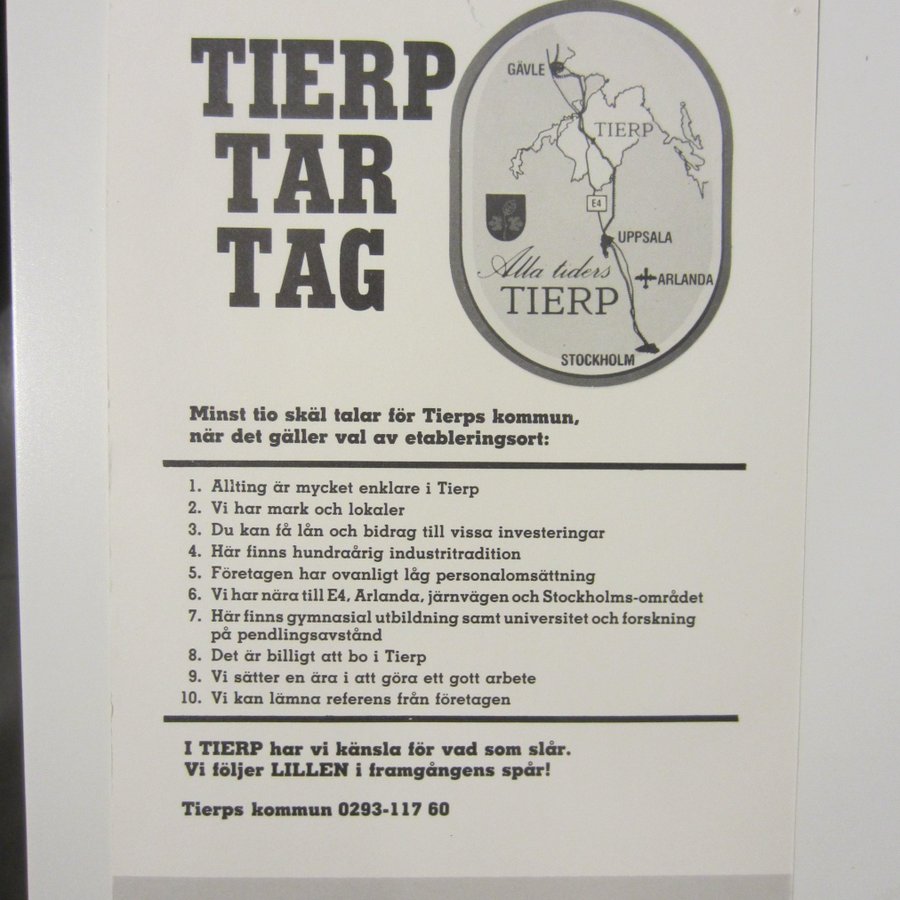 TIERP
TAR
TAG
GÄVLE
TIERP
E4
UPPSALA
ARLANDA
Alla tiders
TIERP
STOCKHOLM
Minst tio skäl talar för Tierps kommun,
när det gäller val av etableringsort:
1. Allting är mycket enklare i Tierp
2. Vi har mark och lokaler
3. Du kan få lån och bidrag till vissa investeringar
4. Här finns hundraårig industritradition
5. Företagen har ovanligt låg personalomsättning
6. Vi har nära till E4, Arlanda, järnvägen och Stockholms-området
7. Här finns gymnasial utbildning samt universitet och forskning
på pendlingsavstånd
8. Det är billigt att bo i Tierp
9. Vi sätter en ära i att göra ett gott arbete
10. Vi kan lämna referens från företagen
I TIERP har vi känsla för vad som slår.
Vi följer LILLEN i framgångens spår!
Tierps kommun 0293-117 60